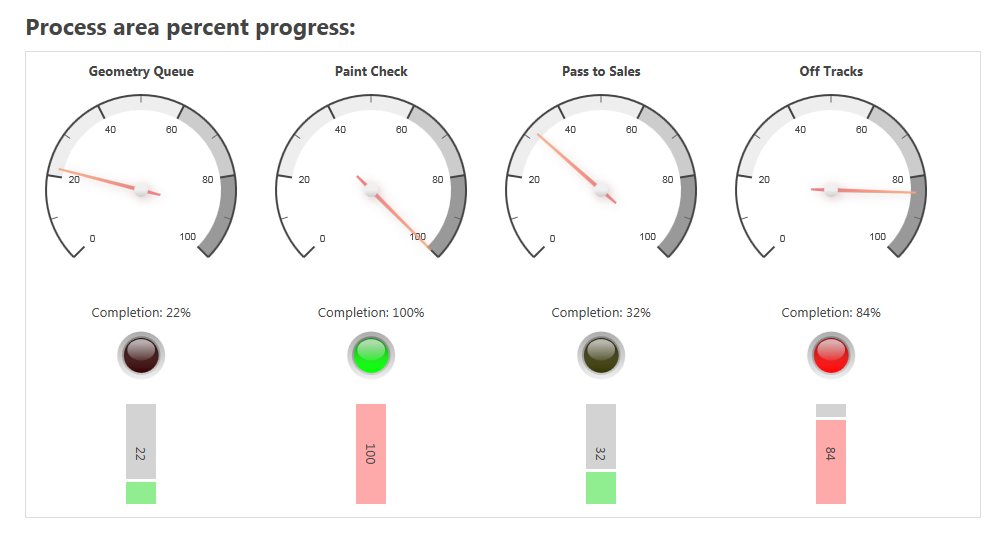 Process area percent progress:
Geometry Queue
Paint Check
Pass to Sales
Off Tracks
0 20 40 60 80 100
0 20 40 60 80 100
0 20 40 60 80 100
0 20 40 60 80 100
Completion: 22%
Completion: 100%
Completion: 32%
Completion: 84%
22
100
32
84